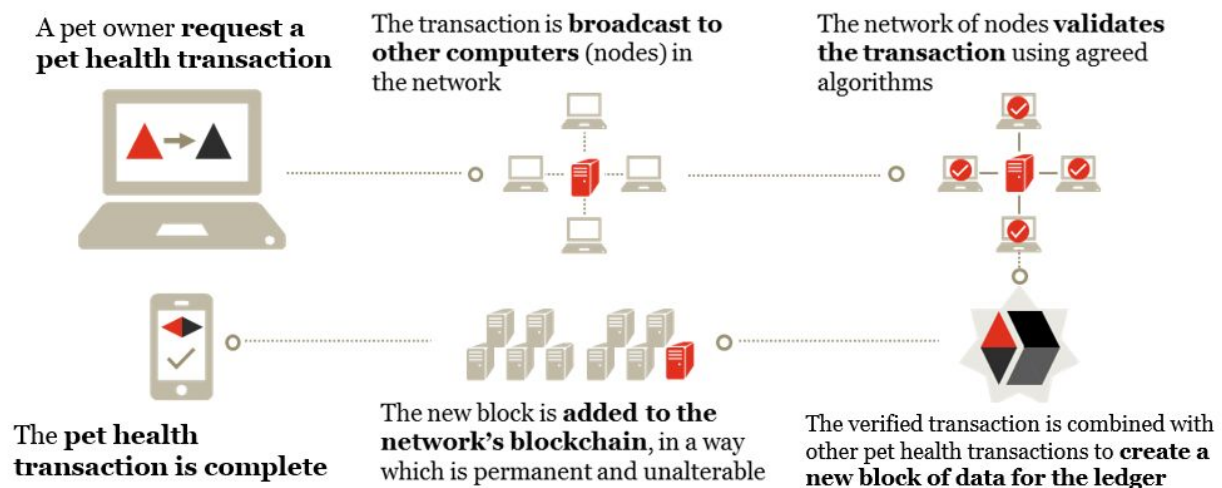 A pet owner request a
pet health transaction
The transaction is broadcast to
other computers (nodes) in
the network
The network of nodes validates
the transaction using agreed
algorithms
The pet health
transaction is complete
The new block is added to the
network's blockchain, in a way
which is permanent and unalterable
The verified transaction is combined with
other pet health transactions to create a
new block of data for the ledger